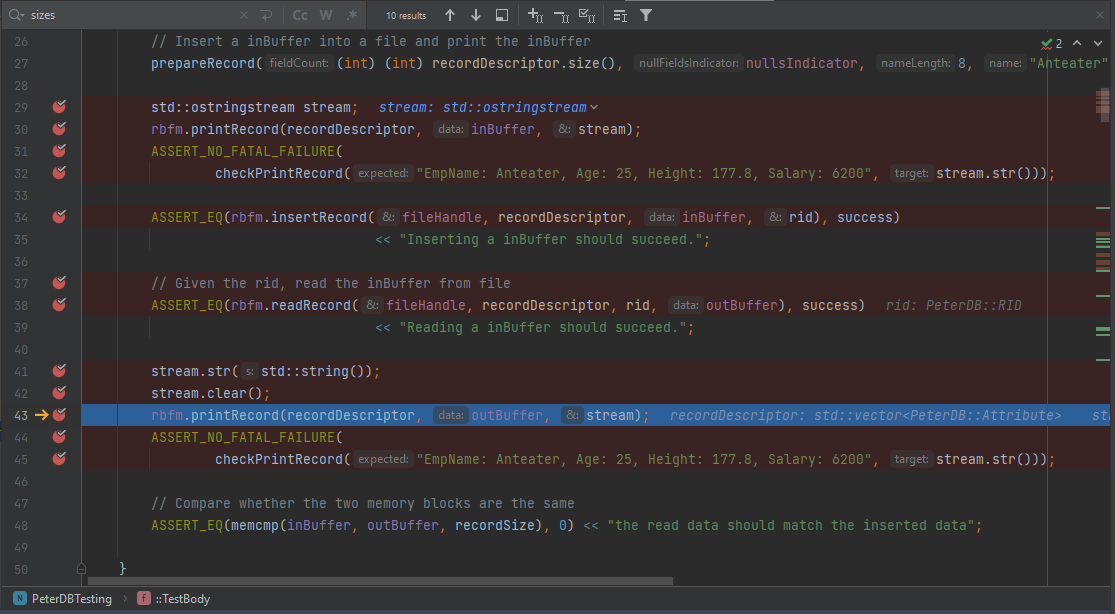 sizes Cc W .* 10 results
26 // Insert a inBuffer into a file and print the inBuffer 2
27 prepareRecord( fieldCount: (int) (int) recordDescriptor.size(), nullFieldsIndicator: nullsIndicator, nameLength: 8, name: "Anteater"
28
29 std::ostringstream stream; stream: std::ostringstream
30 rbfm.printRecord(recordDescriptor, data: inBuffer, &: stream);
31 ASSERT_NO_FATAL_FAILURE(
32 checkPrintRecord( expected: "EmpName: Anteater, Age: 25, Height: 177.8, Salary: 6200", target: stream.str()));
33
34 ASSERT_EQ(rbfm.insertRecord( &: fileHandle, recordDescriptor, data: inBuffer, &: rid), success)
35 << "Inserting a inBuffer should succeed.";
36
37 // Given the rid, read the inBuffer from file
38 ASSERT_EQ(rbfm.readRecord( &: fileHandle, recordDescriptor, rid, data: outBuffer), success) rid: PeterDB::RID
39 << "Reading a inBuffer should succeed.";
40
41 stream.str( s: std::string());
42 stream.clear();
43 rbfm.printRecord(recordDescriptor, data: outBuffer, &: stream); recordDescriptor: std::vector<PeterDB::Attribute> st
44 ASSERT_NO_FATAL_FAILURE(
45 checkPrintRecord( expected: "EmpName: Anteater, Age: 25, Height: 177.8, Salary: 6200", target: stream.str()));
46
47 // Compare whether the two memory blocks are the same
48 ASSERT_EQ(memcmp(inBuffer, outBuffer, recordSize), 0) << "the read data should match the inserted data";
49
50 }
N PeterDBTesting f ::TestBody